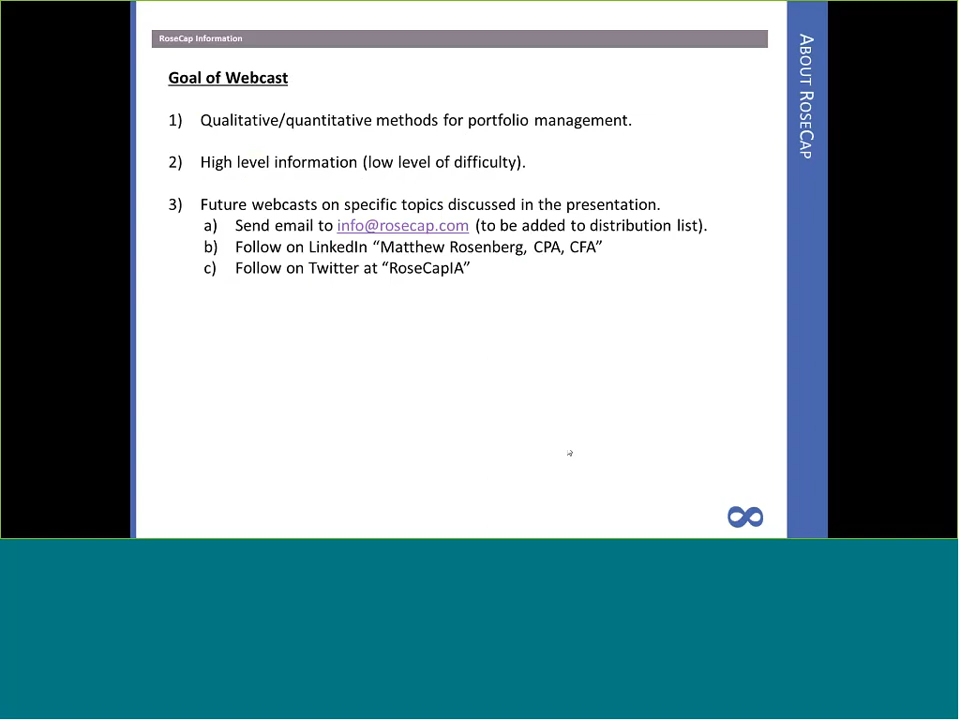 RoseCap Information
Goal of Webcast
1) Qualitative/quantitative methods for portfolio management.
2) High level information (low level of difficulty).
3) Future webcasts on specific topics discussed in the presentation.
a) Send email to info@rosecap.com (to be added to distribution list).
b) Follow on LinkedIn “Matthew Rosenberg, CPA, CFA”
c) Follow on Twitter at “RoseCapIA”
ABOUT ROSECAP
8